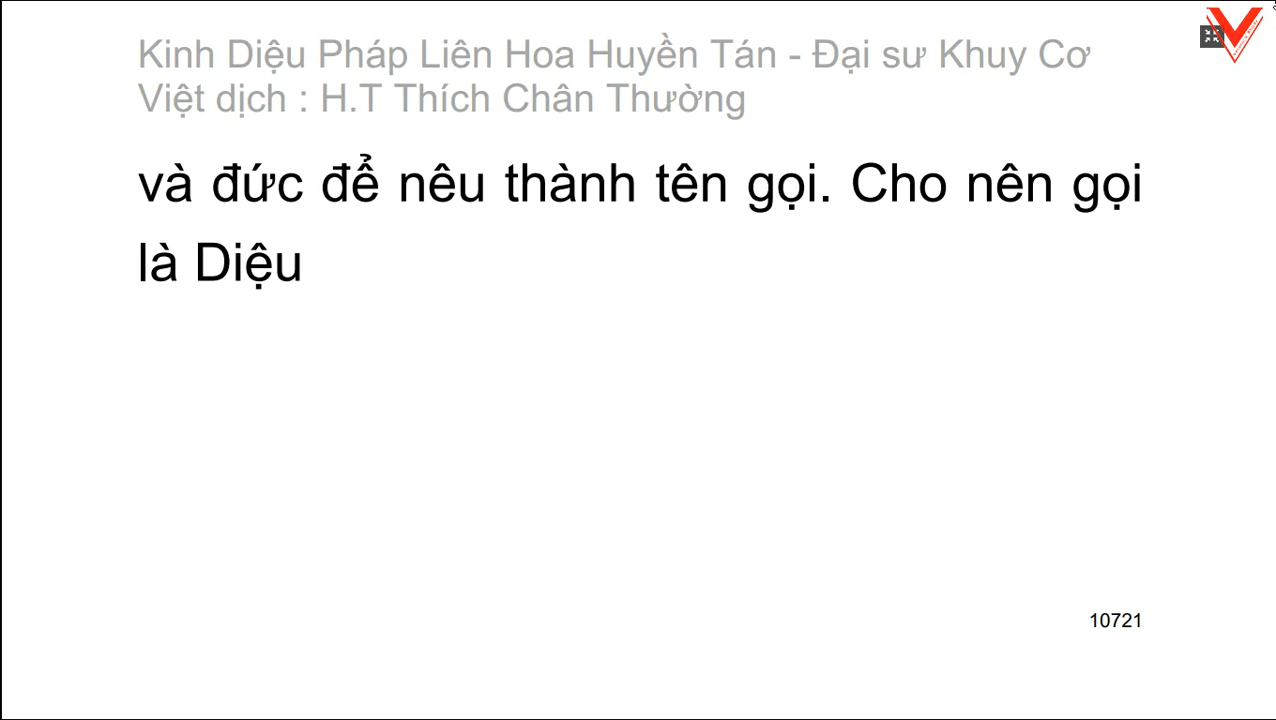 Kinh Diệu Pháp Liên Hoa Huyền Tán - Đại sư Khuy Cơ
Việt dịch : H.T Thích Chân Thường
và đức để nêu thành tên gọi. Cho nên gọi
là Diệu
10721